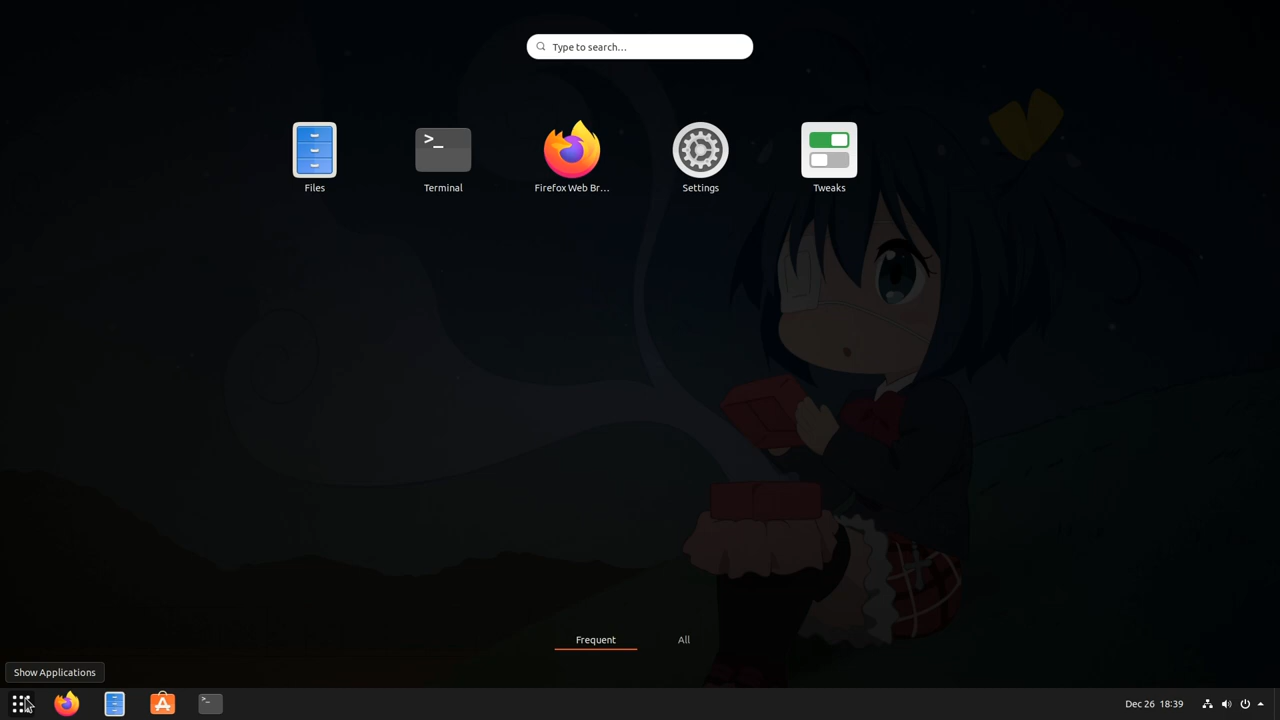 Type to search…
Files
Terminal
Firefox Web Br…
Settings
Tweaks
Frequent
All
Show Applications
Dec 26 18:39